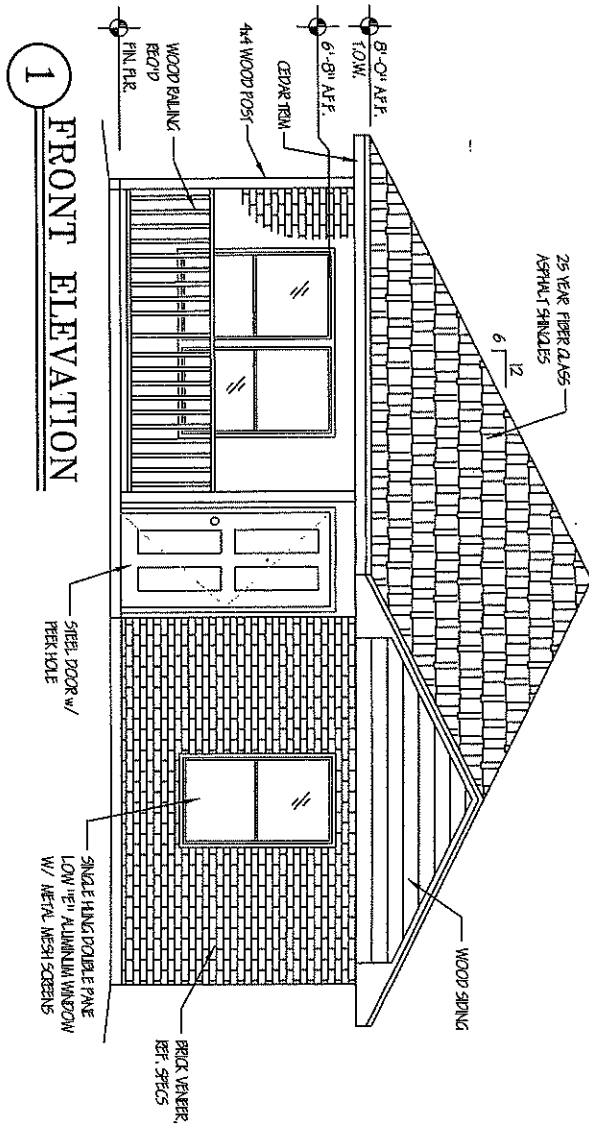 8'-0" A.F.F.
T.O.W.
6'-8" A.F.F.
CEDAR TRIM
4x4 WOOD POST
WOOD RAILING
REQ'D
FIN. FLR.
25 YEAR FIBERGLASS
ASPHALT SHINGLES
12
6
WOOD SIDING
BRICK VENEER,
REF. SPECS
SINGLE HUNG DOUBLE PANE
LOW "E" ALUMINUM WINDOW
W/ METAL MESH SCREENS
STEEL DOOR w/
PEEK HOLE
1 FRONT ELEVATION